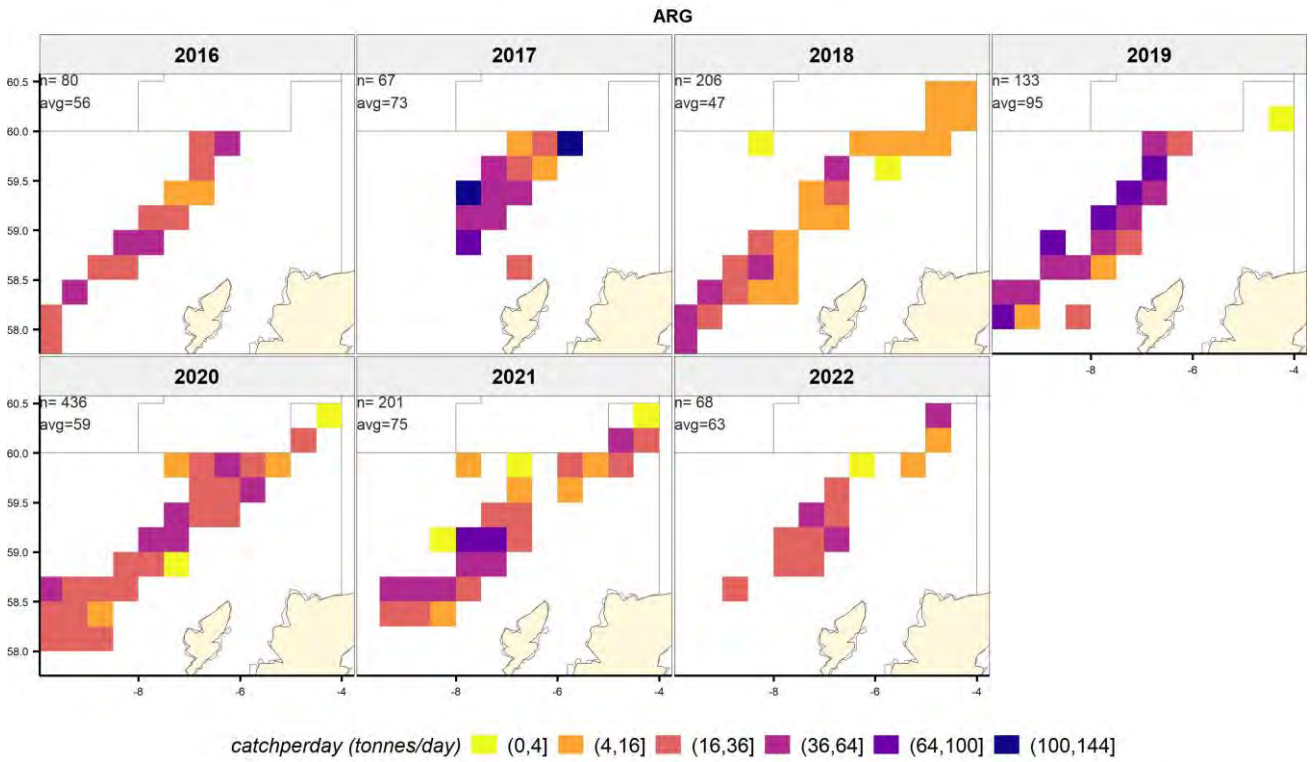 ARG
2016 2017 2018 2019
n= 80 n= 67 n= 206 n= 133
avg=56 avg=73 avg=47 avg=95
60.5
60.0
59.5
59.0
58.5
58.0
-8 -6 -4
2020 2021 2022
n= 436 n= 201 n= 68
avg=59 avg=75 avg=63
60.5
60.0
59.5
59.0
58.5
58.0
-8 -6 -4 -8 -6 -4 -8 -6 -4
catchperday (tonnes/day) (0,4] (4,16] (16,36] (36,64] (64,100] (100,144]